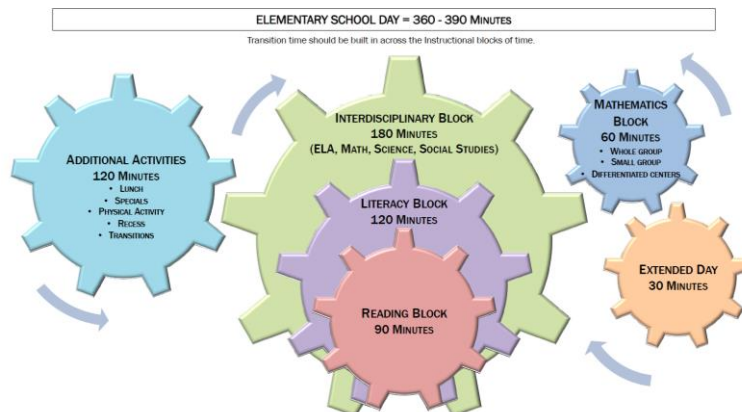 ELEMENTARY SCHOOL DAY = 360 - 390 MINUTES
Transition time should be built in across the Instructional blocks of time.
ADDITIONAL ACTIVITIES
120 MINUTES
• LUNCH
• SPECIALS
• PHYSICAL ACTIVITY
• RECESS
• TRANSITIONS
INTERDISCIPLINARY BLOCK
180 MINUTES
(ELA, MATH, SCIENCE, SOCIAL STUDIES)
LITERACY BLOCK
120 MINUTES
READING BLOCK
90 MINUTES
MATHEMATICS
BLOCK
60 MINUTES
• WHOLE GROUP
• SMALL GROUP
• DIFFERENTIATED CENTERS
EXTENDED DAY
30 MINUTES